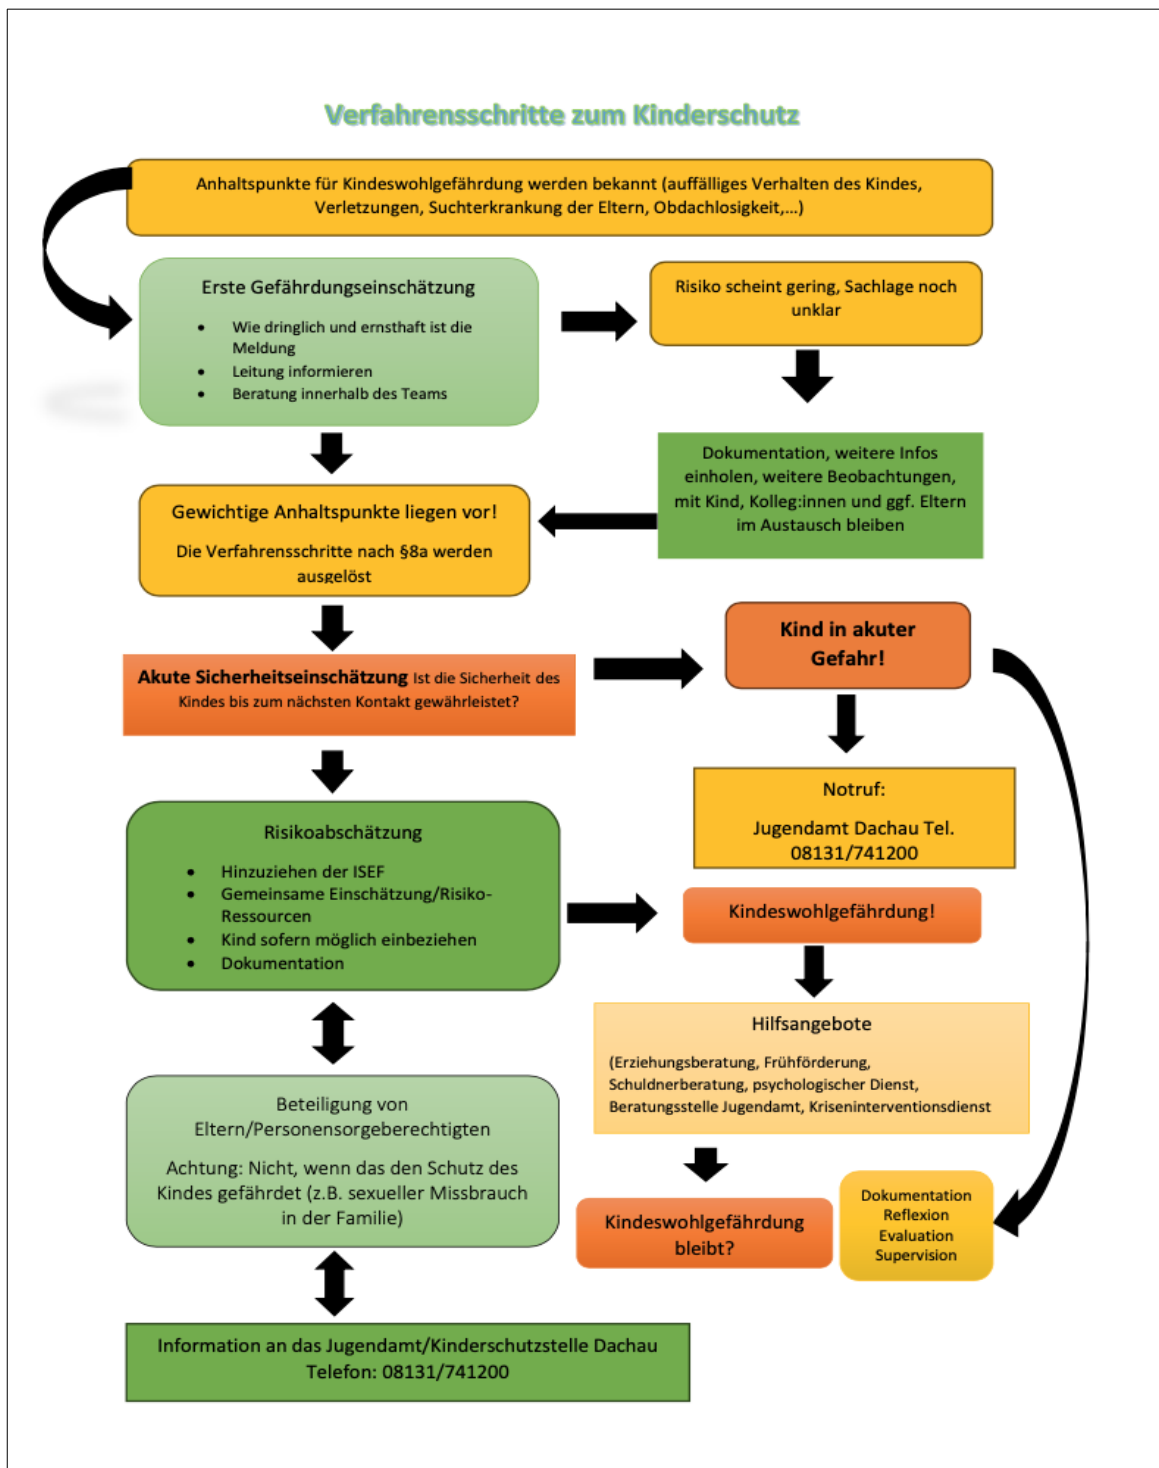 Verfahrensschritte zum Kinderschutz
Anhaltspunkte für Kindeswohlgefährdung werden bekannt (auffälliges Verhalten des Kindes,
Verletzungen, Suchterkrankung der Eltern, Obdachlosigkeit,...)
Erste Gefährdungseinschätzung
• Wie dringlich und ernsthaft ist die
Meldung
• Leitung informieren
• Beratung innerhalb des Teams
Risiko scheint gering, Sachlage noch
unklar
Dokumentation, weitere Infos
einholen, weitere Beobachtungen,
mit Kind, Kolleg:innen und ggf. Eltern
im Austausch bleiben
Gewichtige Anhaltspunkte liegen vor!
Die Verfahrensschritte nach §8a werden
ausgelöst
Akute Sicherheitseinschätzung Ist die Sicherheit des
Kindes bis zum nächsten Kontakt gewährleistet?
Kind in akuter
Gefahr!
Notruf:
Jugendamt Dachau Tel.
08131/741200
Risikoabschätzung
• Hinzuziehen der ISEF
• Gemeinsame Einschätzung/Risiko-
Ressourcen
• Kind sofern möglich einbeziehen
• Dokumentation
Kindeswohlgefährdung!
Hilfsangebote
(Erziehungsberatung, Frühförderung,
Schuldnerberatung, psychologischer Dienst,
Beratungsstelle Jugendamt, Kriseninterventionsdienst
Beteiligung von
Eltern/Personensorgeberechtigten
Achtung: Nicht, wenn das den Schutz des
Kindes gefährdet (z.B. sexueller Missbrauch
in der Familie)
Kindeswohlgefährdung
bleibt?
Dokumentation
Reflexion
Evaluation
Supervision
Information an das Jugendamt/Kinderschutzstelle Dachau
Telefon: 08131/741200